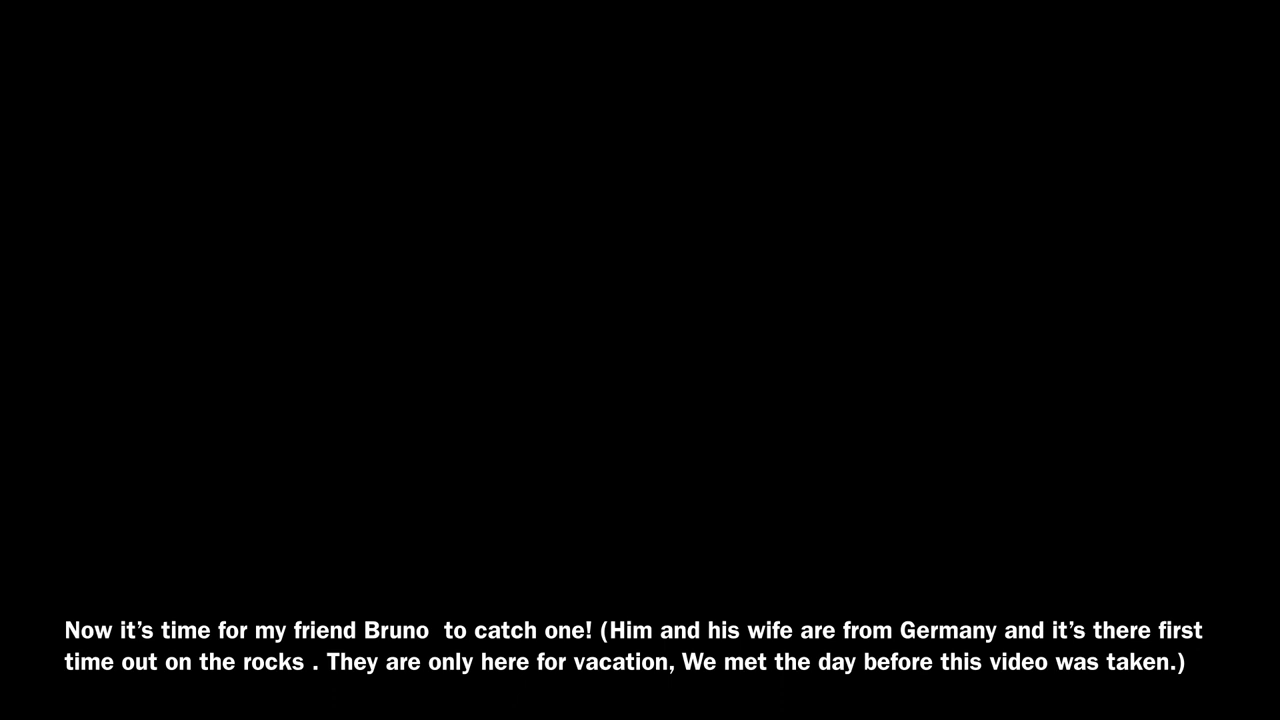 Now it’s time for my friend Bruno  to catch one! (Him and his wife are from Germany and it’s there first
time out on the rocks . They are only here for vacation, We met the day before this video was taken.)